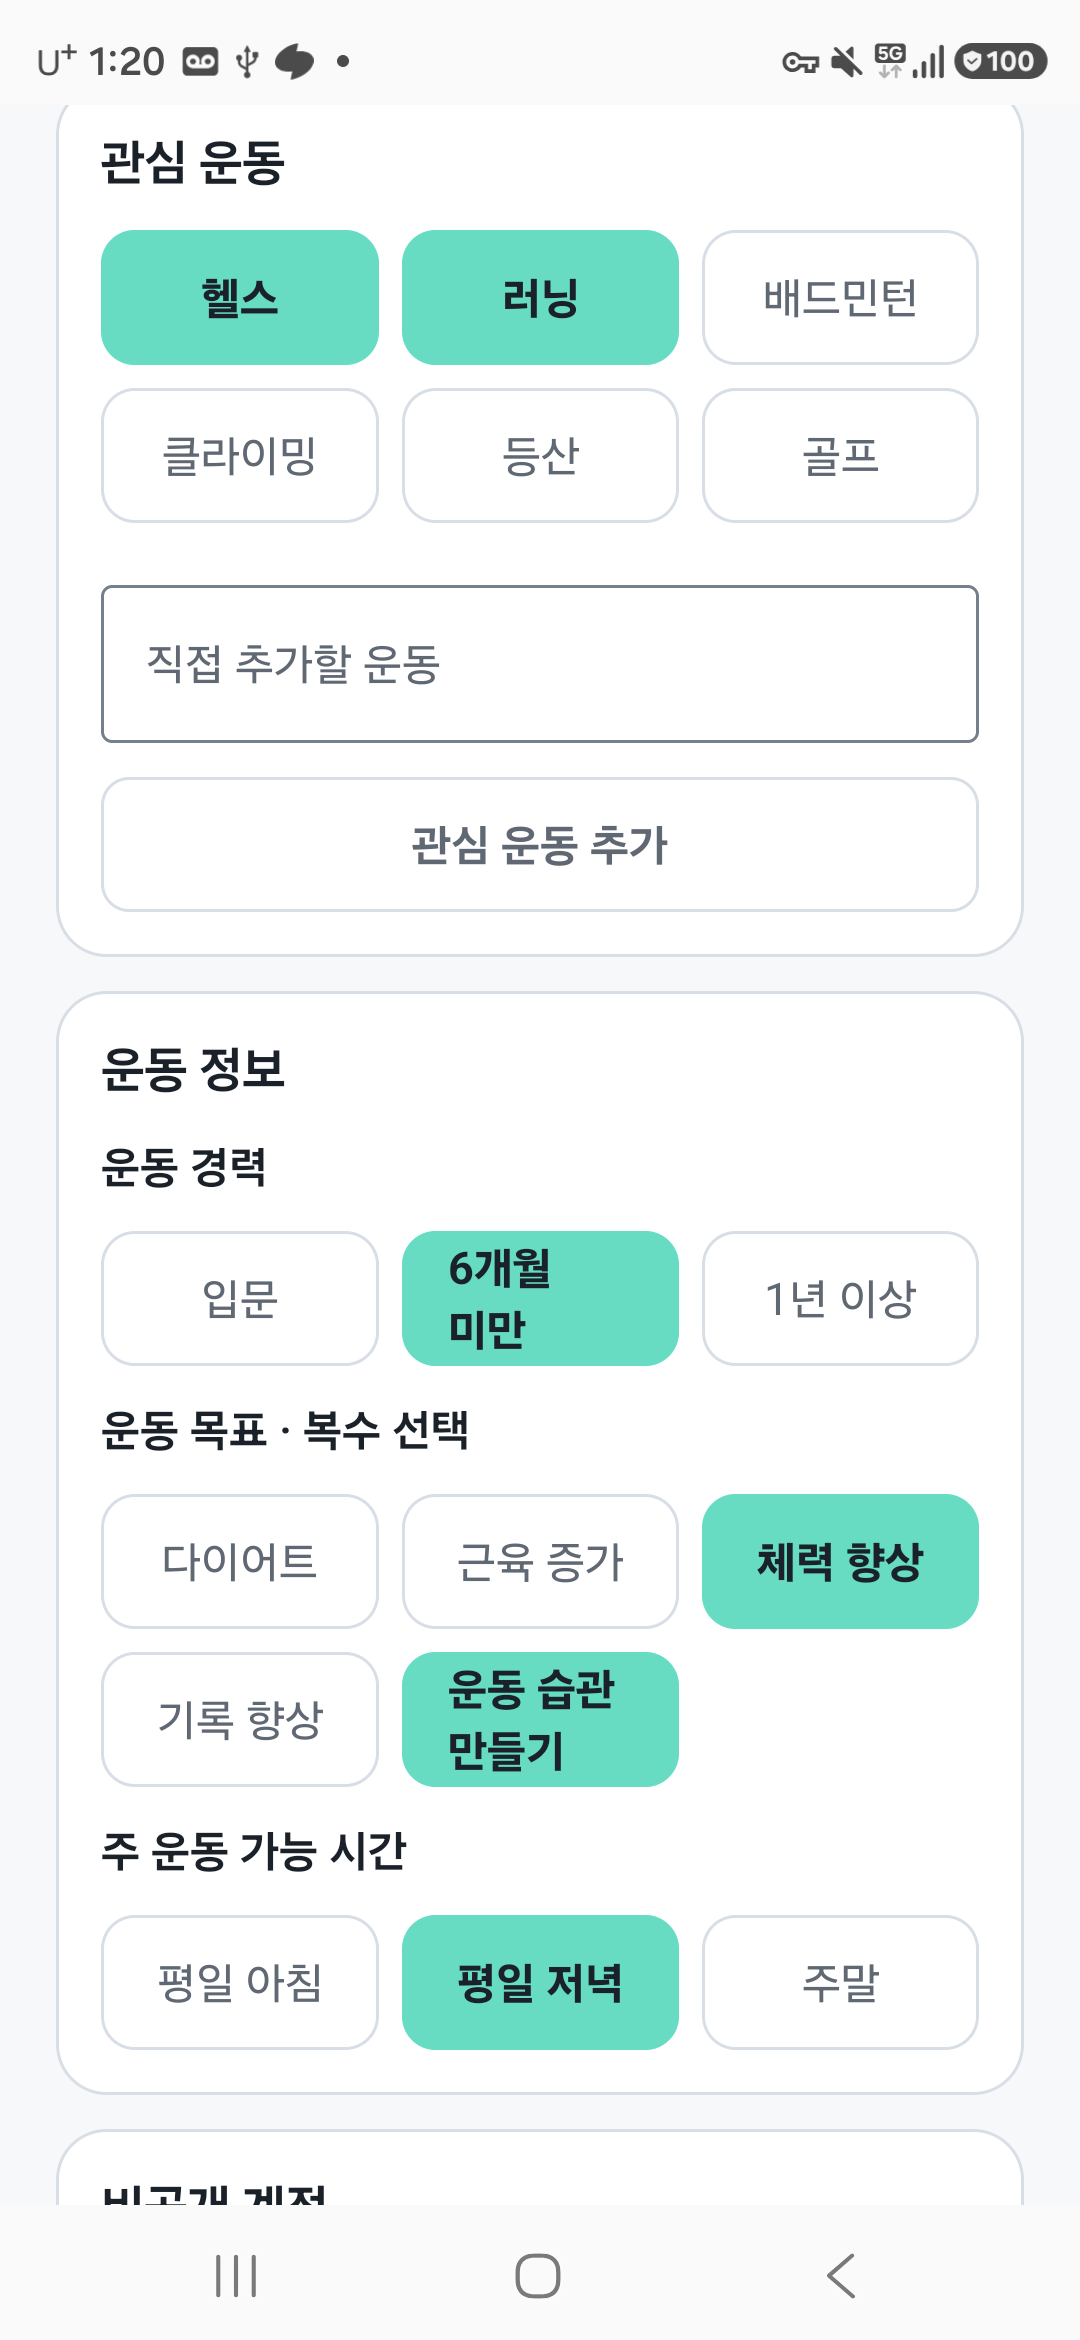 U+ 1:20 5G 100
관심 운동
헬스 러닝 배드민턴
클라이밍 등산 골프
직접 추가할 운동
관심 운동 추가
운동 정보
운동 경력
입문 6개월 미만 1년 이상
운동 목표 · 복수 선택
다이어트 근육 증가 체력 향상
기록 향상 운동 습관 만들기
주 운동 가능 시간
평일 아침 평일 저녁 주말
비공개 계정